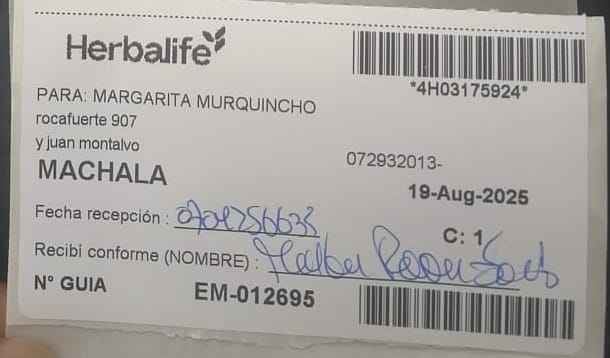 Herbalife
*4H03175924*
PARA: MARGARITA MURQUINCHO
rocafuerte 907
y juan montalvo
072932013-
MACHALA
19-Aug-2025
Fecha recepción :
C: 1
Recibi conforme (NOMBRE) :
N° GUIA EM-012695